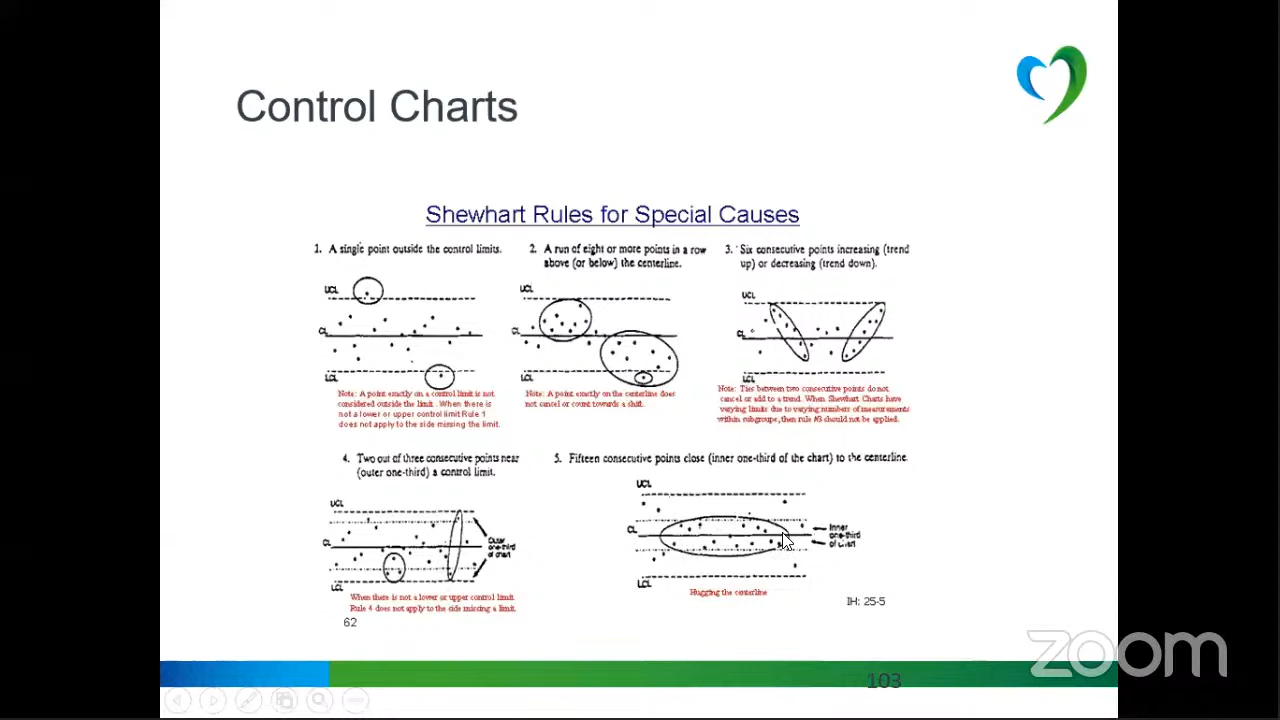 Control Charts
Shewhart Rules for Special Causes
1. A single point outside the control limits.
UCL
CL
LCL
Note: A point exactly on a control limit is not
considered outside the limit. When there is
not a lower or upper control limit Rule 1
does not apply to the side missing the limit.
2. A run of eight or more points in a row
above (or below) the centerline.
UCL
CL
LCL
Note: A point exactly on the centerline does
not cancel or count towards a shift.
3. Six consecutive points increasing (trend
up) or decreasing (trend down).
UCL
CL
LCL
Note: Ties between two consecutive points do not
cancel or add to a trend. When Shewhart Charts have
varying limits due to varying numbers of measurements
within subgroups, then rule #3 should not be applied.
4. Two out of three consecutive points near
(outer one-third) a control limit.
UCL
CL
LCL
Outer
one-third
of chart
When there is not a lower or upper control limit
Rule 4 does not apply to the side missing a limit.
5. Fifteen consecutive points close (inner one-third of the chart) to the centerline.
UCL
CL
LCL
Inner
one-third
of chart
Hugging the centerline
IH: 25-5
62
103
zoom